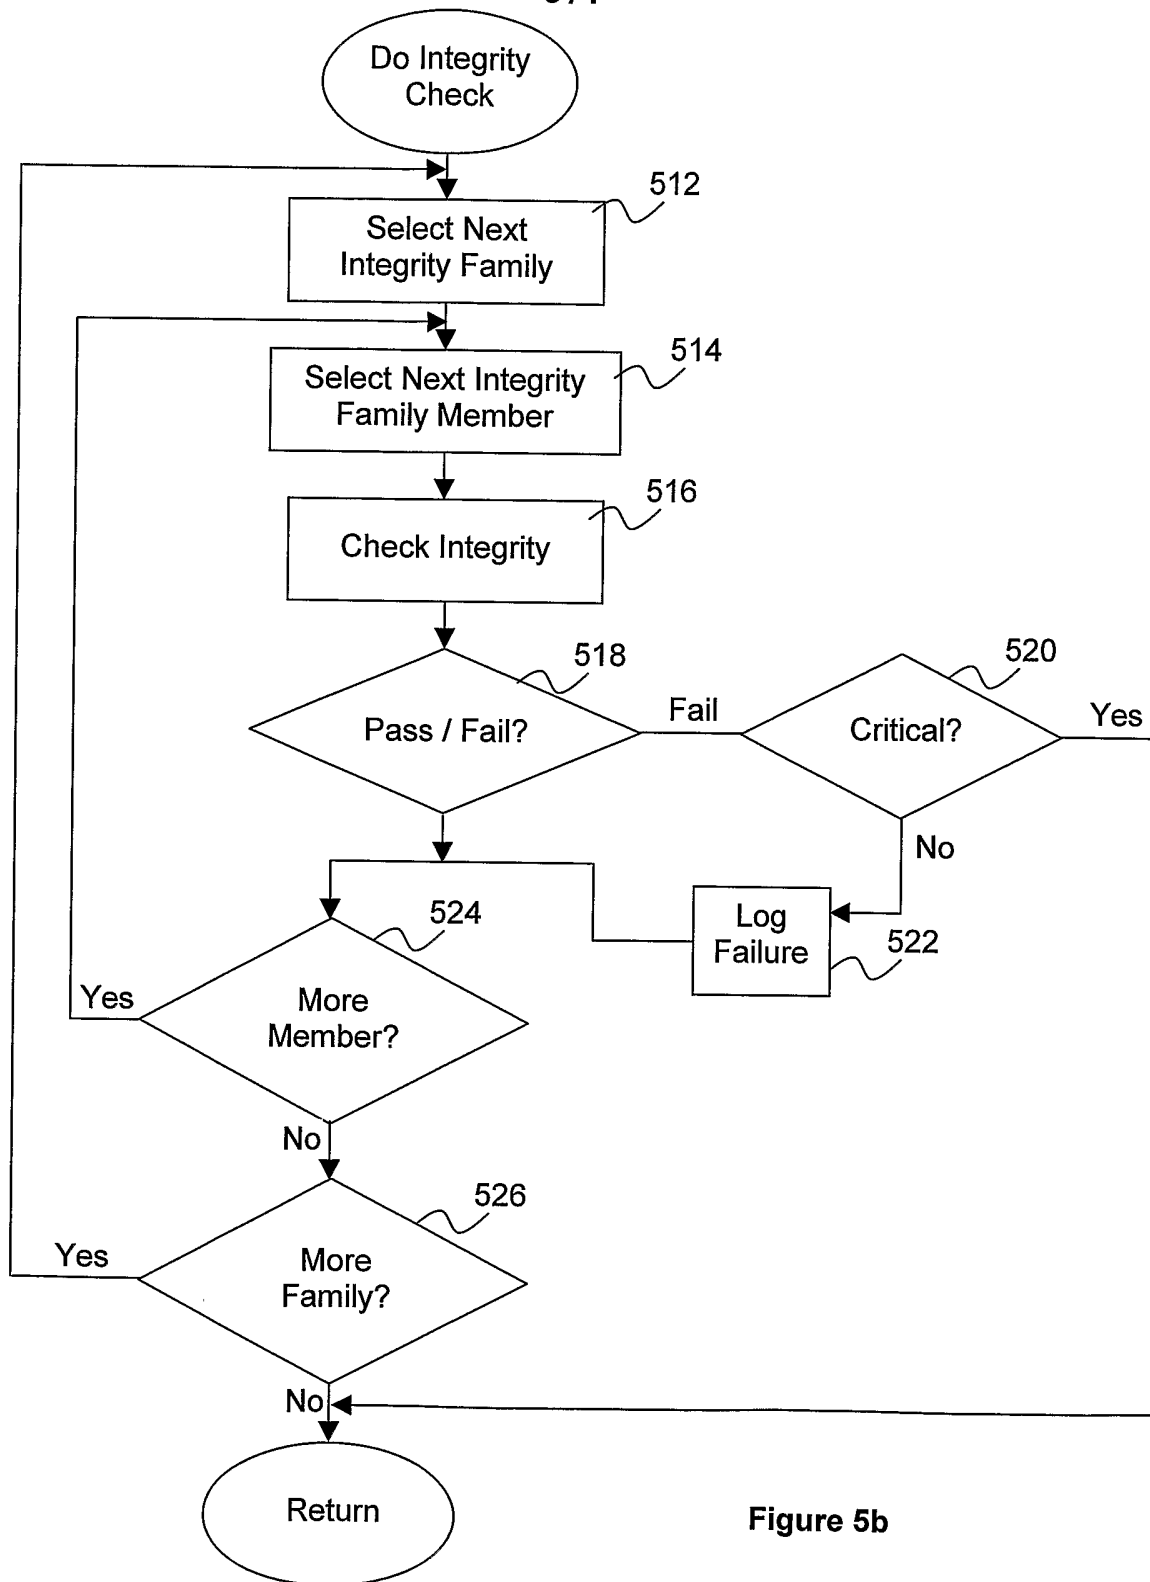 Do Integrity
Check
512
Select Next
Integrity Family
514
Select Next Integrity
Family Member
516
Check Integrity
518
Pass / Fail?
Fail
520
Critical?
Yes
No
Log
Failure
522
524
More
Member?
Yes
No
526
More
Family?
Yes
No
Return
Figure 5b